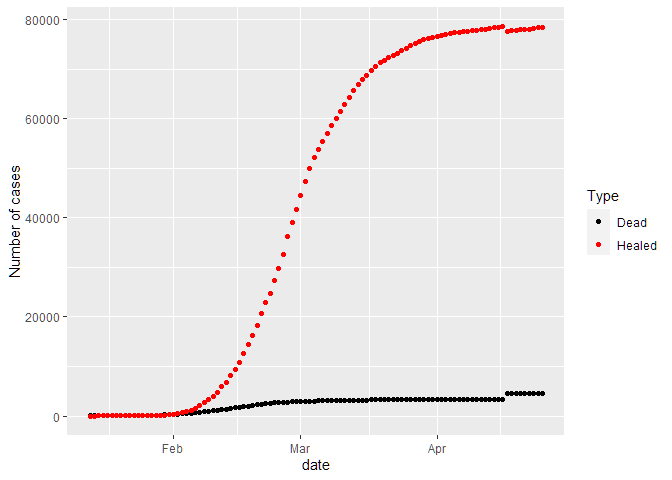 80000
60000
40000
20000
0
Number of cases
Feb
Mar
Apr
date
Type
Dead
Healed